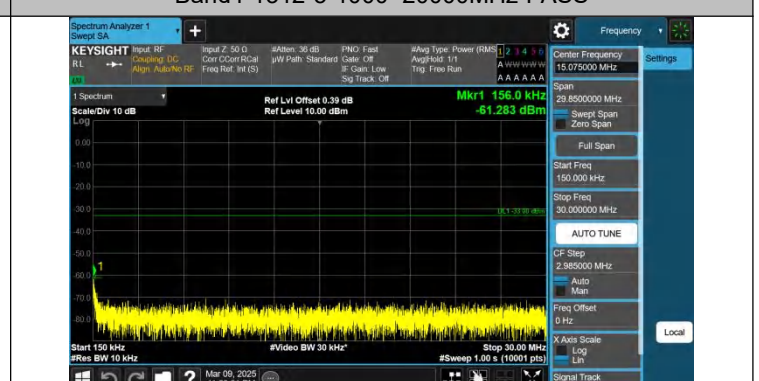 Spectrum Analyzer 1
Swept SA
Frequency
KEYSIGHT
RL
Input: RF
Coupling: DC
Align: Auto/No RF
Input Z: 50 Ω
Corr CCorr RCal
Freq Ref: Int (S)
#Atten: 36 dB
µW Path: Standard
PNO: Fast
Gate: Off
IF Gain: Low
Sig Track: Off
#Avg Type: Power (RMS
Avg|Hold: 1/1
Trig: Free Run
1 2 3 4 5 6
A W W W W W
A A A A A A
Center Frequency
15.075000 MHz
Settings
Span
29.8500000 MHz
Swept Span
Zero Span
Full Span
Start Freq
150.000 kHz
Stop Freq
30.000000 MHz
AUTO TUNE
CF Step
2.985000 MHz
Auto
Man
Freq Offset
0 Hz
X Axis Scale
Log
Lin
Signal Track
Local
1 Spectrum
Scale/Div 10 dB
Log
Ref Lvl Offset 0.39 dB
Ref Level 10.00 dBm
Mkr1 156.0 kHz
-61.283 dBm
0.00
-10.0
-20.0
-30.0
DL1 -33.00 dBm
-40.0
-50.0
1
-60.0
-70.0
-80.0
Start 150 kHz
#Res BW 10 kHz
#Video BW 30 kHz*
Stop 30.00 MHz
#Sweep 1.00 s (10001 pts)
?
Mar 09, 2025